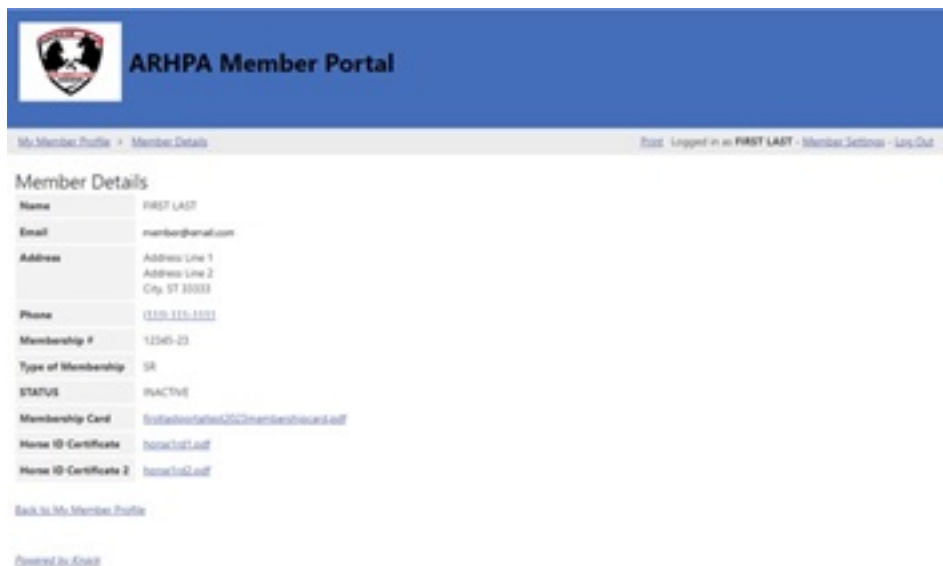 ARHPA Member Portal
My Member Profile > Member Details
Print Logged in as FIRST LAST - Member Settings - Log Out
Member Details
Name FIRST LAST
Email member@email.com
Address Address Line 1
Address Line 2
City, ST 33333
Phone
Membership # 12345-23
Type of Membership SR
STATUS INACTIVE
Membership Card
Horse ID Certificate
Horse ID Certificate 2
Back to My Member Profile
Powered by Knack